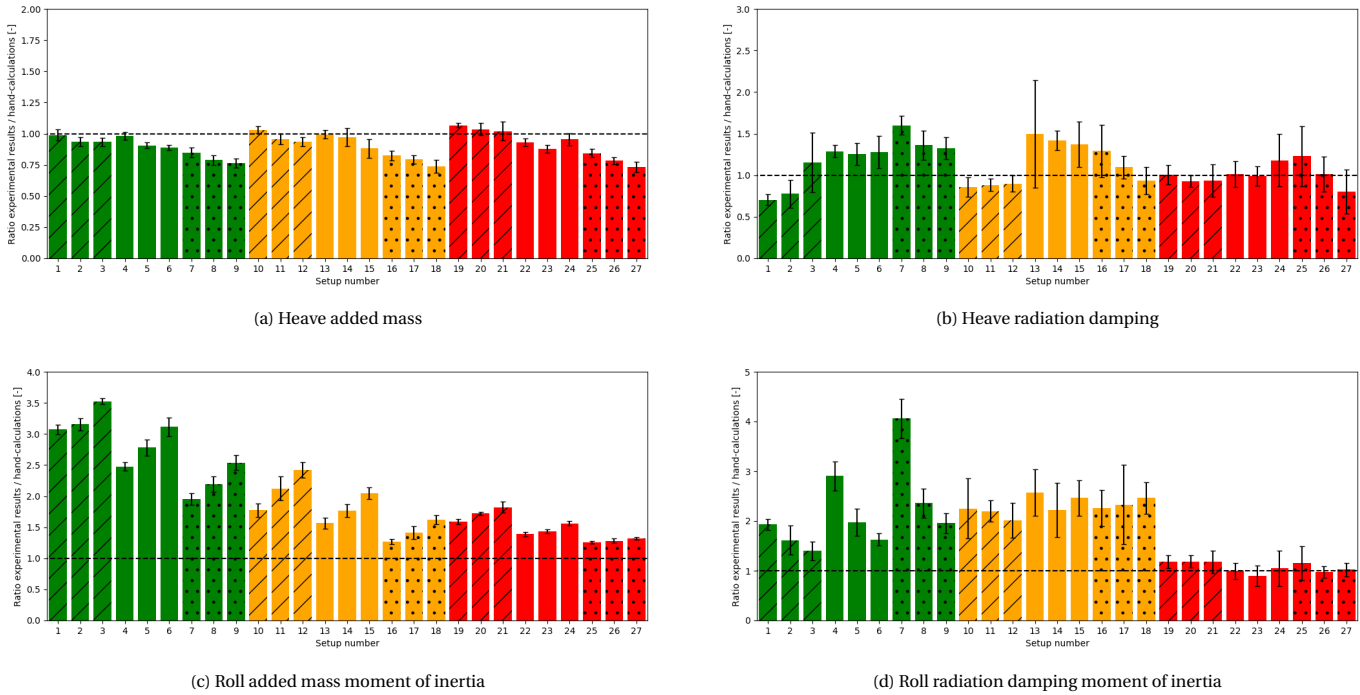 Ratio experimental results / hand-calculations [-]
2.00
1.75
1.50
1.25
1.00
0.75
0.50
0.25
0.00
1 2 3 4 5 6 7 8 9 10 11 12 13 14 15 16 17 18 19 20 21 22 23 24 25 26 27
Setup number
(a) Heave added mass
Ratio experimental results / hand-calculations [-]
3.0
2.5
2.0
1.5
1.0
0.5
0.0
1 2 3 4 5 6 7 8 9 10 11 12 13 14 15 16 17 18 19 20 21 22 23 24 25 26 27
Setup number
(b) Heave radiation damping
Ratio experimental results / hand-calculations [-]
4.0
3.5
3.0
2.5
2.0
1.5
1.0
0.5
0.0
1 2 3 4 5 6 7 8 9 10 11 12 13 14 15 16 17 18 19 20 21 22 23 24 25 26 27
Setup number
(c) Roll added mass moment of inertia
Ratio experimental results / hand-calculations [-]
5
4
3
2
1
0
1 2 3 4 5 6 7 8 9 10 11 12 13 14 15 16 17 18 19 20 21 22 23 24 25 26 27
Setup number
(d) Roll radiation damping moment of inertia